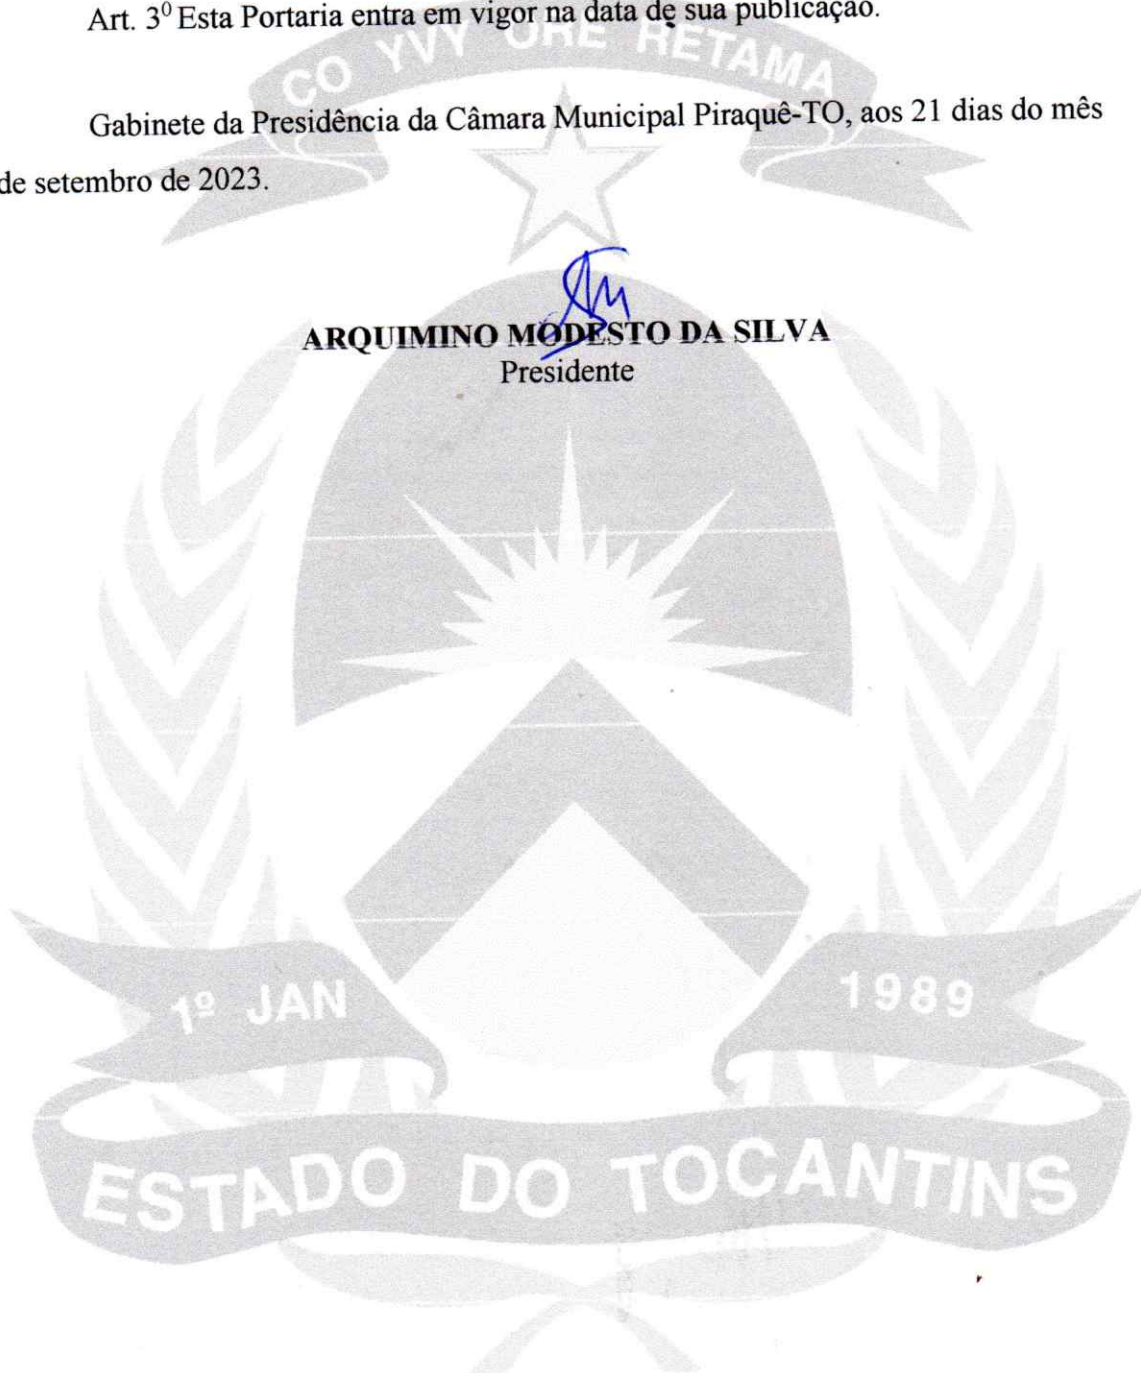 Art. 3⁰ Esta Portaria entra em vigor na data de sua publicação.
CO YVY ORE RETAMA
Gabinete da Presidência da Câmara Municipal Piraquê-TO, aos 21 dias do mês
de setembro de 2023.
ARQUIMINO MODESTO DA SILVA
Presidente
1º JAN 1989
ESTADO DO TOCANTINS